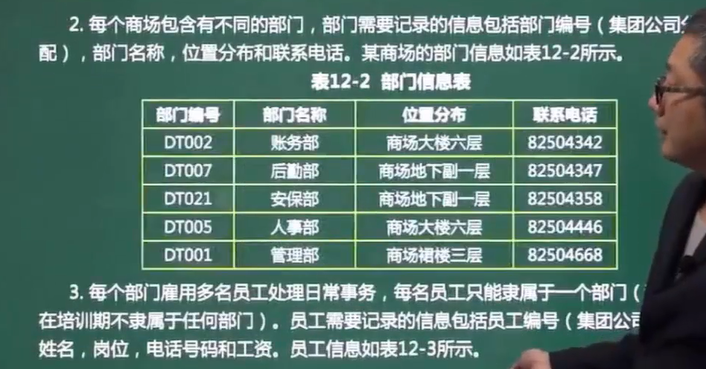 2. 每个商场包含有不同的部门，部门需要记录的信息包括部门编号（集团公司分
配），部门名称，位置分布和联系电话。某商场的部门信息如表12-2所示。
表12-2 部门信息表
部门编号 部门名称 位置分布 联系电话
DT002 账务部 商场大楼六层 82504342
DT007 后勤部 商场地下副一层 82504347
DT021 安保部 商场地下副一层 82504358
DT005 人事部 商场大楼六层 82504446
DT001 管理部 商场裙楼三层 82504668
3. 每个部门雇用多名员工处理日常事务，每名员工只能隶属于一个部门（
在培训期不隶属于任何部门）。员工需要记录的信息包括员工编号（集团公司
姓名，岗位，电话号码和工资。员工信息如表12-3所示。